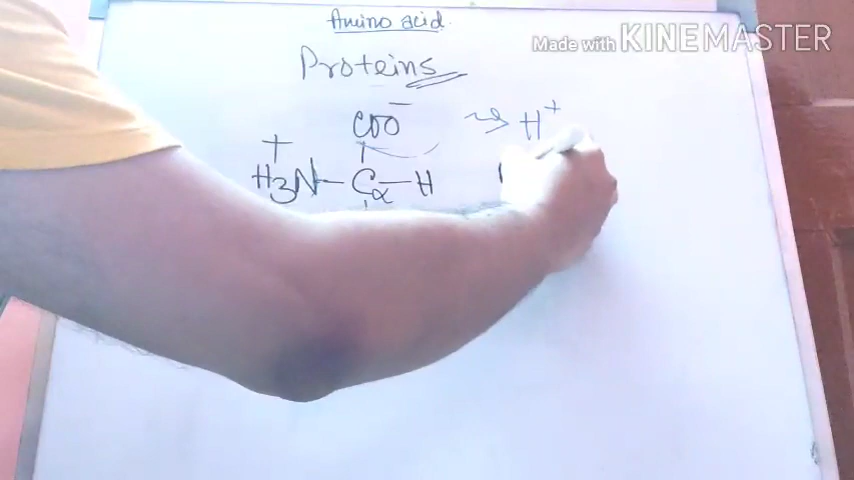 Amino acid.
Made with KINEMASTER
Proteins
COO⁻ ⇝ H⁺
+
H3N-Cα-H